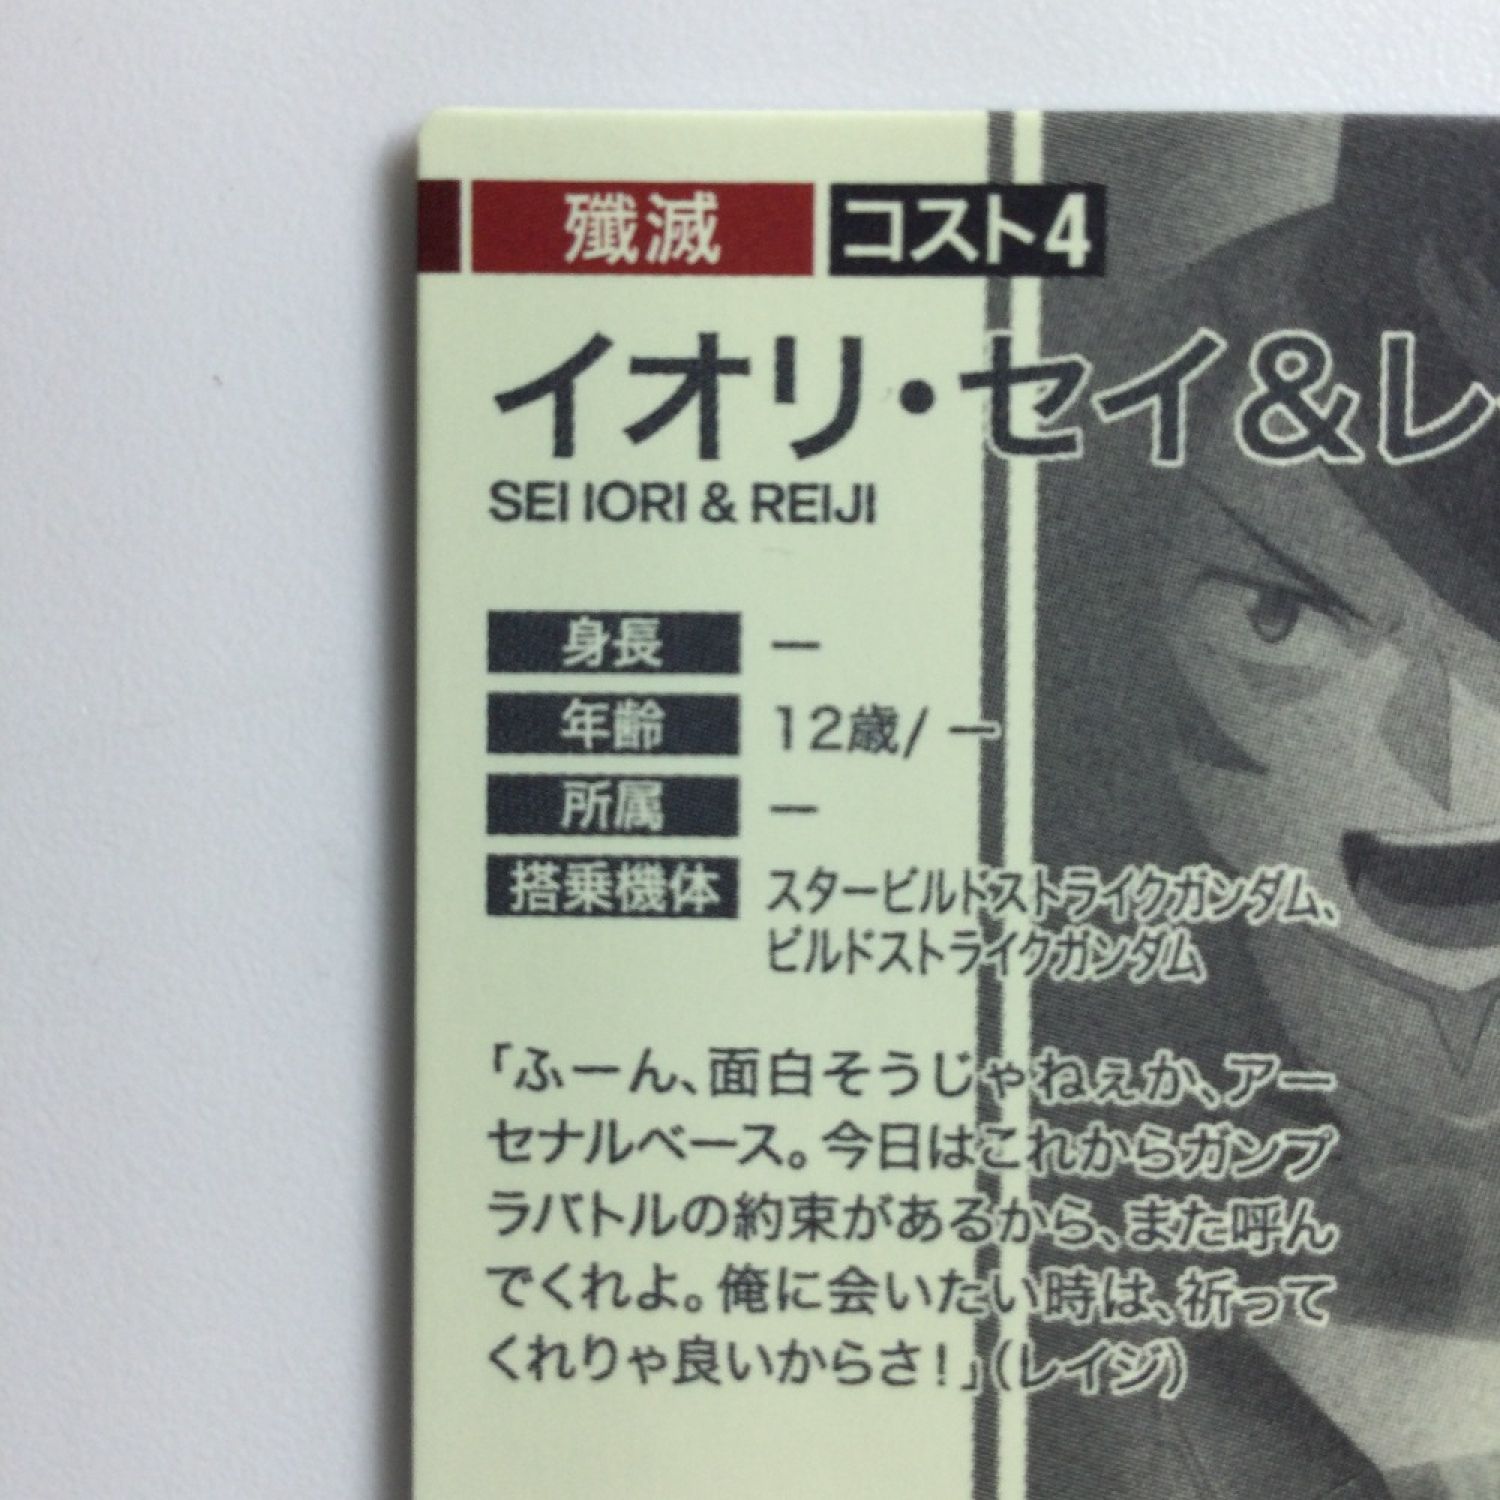 殲滅 コスト4
イオリ・セイ&レ
SEI IORI & REIJI
身長 ー
年齢 12歳/ ー
所属 ー
搭乗機体 スタービルドストライクガンダム、
ビルドストライクガンダム
「ふーん、面白そうじゃねぇか、アー
セナルベース。今日はこれからガンプ
ラバトルの約束があるから、また呼ん
でくれよ。俺に会いたい時は、祈って
くれりゃ良いからさ!」(レイジ)